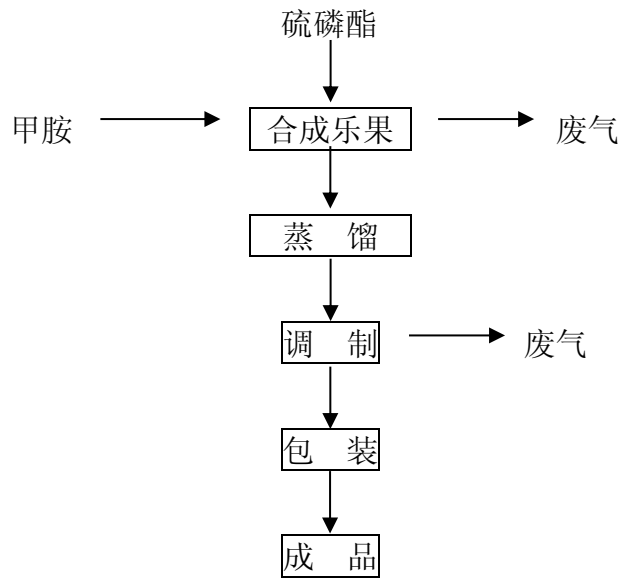 硫磷酯
甲胺
合成乐果
废气
蒸 馏
调 制
废气
包 装
成 品